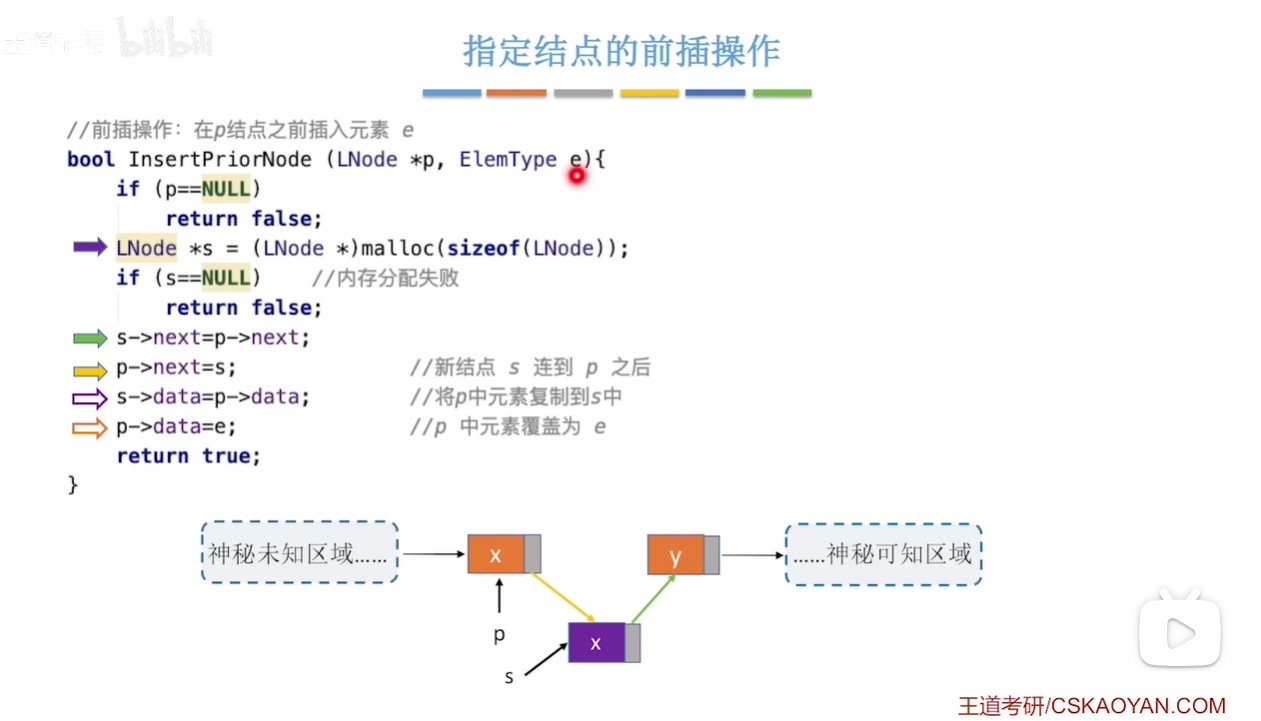 bilibili
指定结点的前插操作
//前插操作：在p结点之前插入元素 e
bool InsertPriorNode (LNode *p, ElemType e){
if (p==NULL)
return false;
LNode *s = (LNode *)malloc(sizeof(LNode));
if (s==NULL) //内存分配失败
return false;
s->next=p->next;
p->next=s; //新结点 s 连到 p 之后
s->data=p->data; //将p中元素复制到s中
p->data=e; //p 中元素覆盖为 e
return true;
}
神秘未知区域…… x y ……神秘可知区域
p
x
s
王道考研/CSKAOYAN.COM